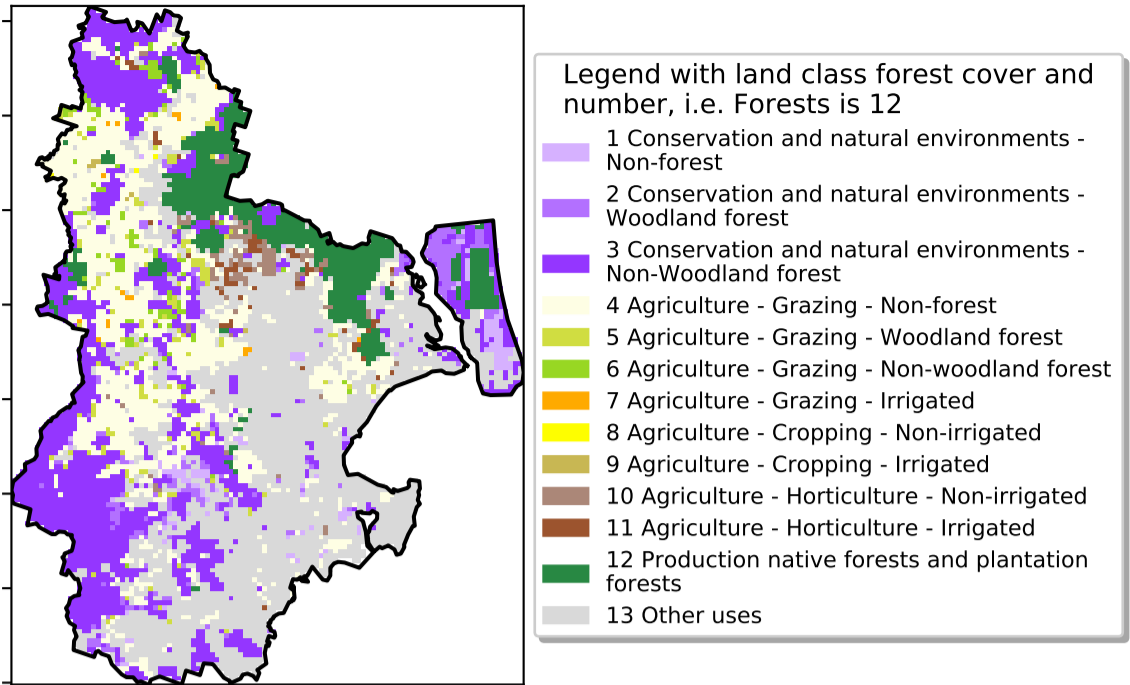 Legend with land class forest cover and
number, i.e. Forests is 12
1 Conservation and natural environments -
Non-forest
2 Conservation and natural environments -
Woodland forest
3 Conservation and natural environments -
Non-Woodland forest
4 Agriculture - Grazing - Non-forest
5 Agriculture - Grazing - Woodland forest
6 Agriculture - Grazing - Non-woodland forest
7 Agriculture - Grazing - Irrigated
8 Agriculture - Cropping - Non-irrigated
9 Agriculture - Cropping - Irrigated
10 Agriculture - Horticulture - Non-irrigated
11 Agriculture - Horticulture - Irrigated
12 Production native forests and plantation
forests
13 Other uses